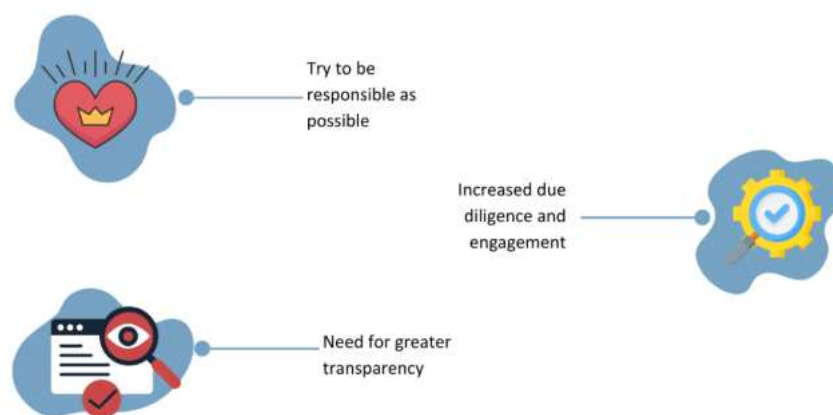 Try to be
responsible as
possible
Increased due
diligence and
engagement
Need for greater
transparency